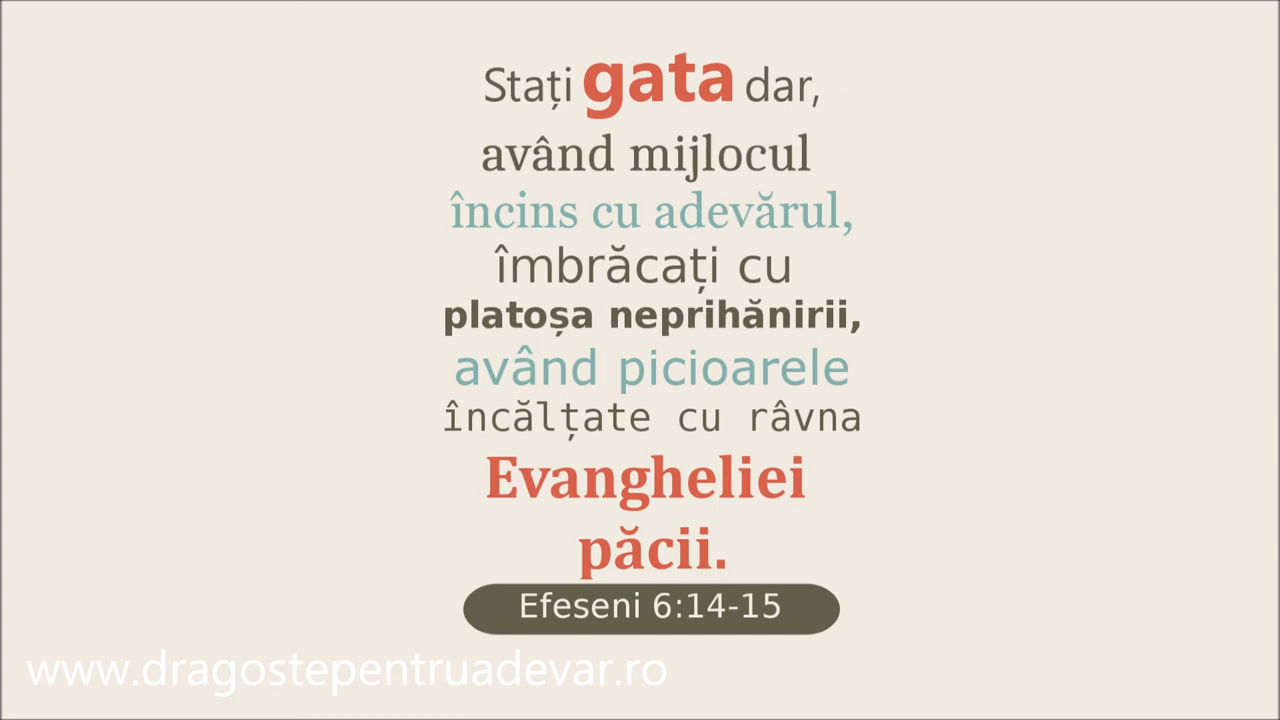 Stați gata dar,
având mijlocul
încins cu adevărul,
îmbrăcați cu
platoșa neprihănirii,
având picioarele
încălțate cu râvna
Evangheliei
păcii.
Efeseni 6:14-15
www.dragostepentruadevar.ro